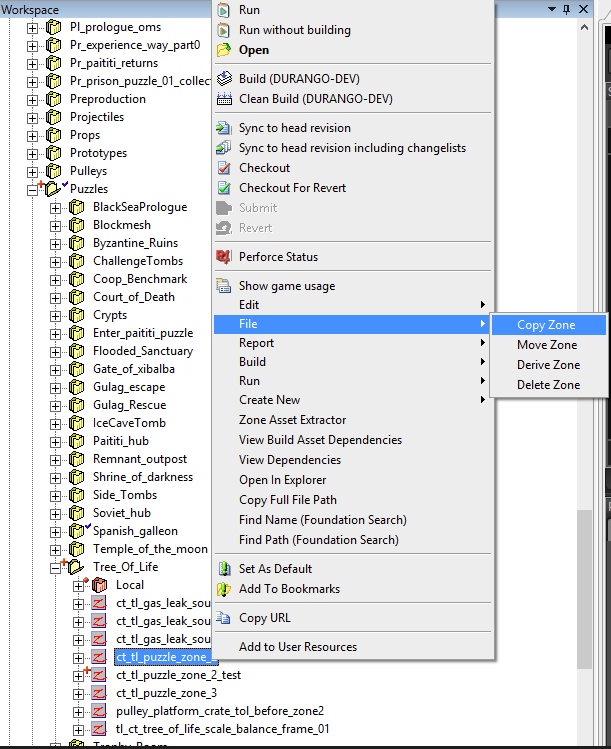 Workspace
Pl_prologue_oms
Pr_experience_way_part0
Pr_paititi_returns
Pr_prison_puzzle_01_collec
Preproduction
Projectiles
Props
Prototypes
Pulleys
Puzzles
BlackSeaPrologue
Blockmesh
Byzantine_Ruins
ChallengeTombs
Coop_Benchmark
Court_of_Death
Crypts
Enter_paititi_puzzle
Flooded_Sanctuary
Gate_of_xibalba
Gulag_escape
Gulag_Rescue
IceCaveTomb
Paititi_hub
Remnant_outpost
Shrine_of_darkness
Side_Tombs
Soviet_hub
Spanish_galleon
Temple_of_the_moon
Tree_Of_Life
Local
ct_tl_gas_leak_sou
ct_tl_gas_leak_sou
ct_tl_gas_leak_sou
ct_tl_puzzle_zone_
ct_tl_puzzle_zone_2_test
ct_tl_puzzle_zone_3
pulley_platform_crate_tol_before_zone2
tl_ct_tree_of_life_scale_balance_frame_01
Trophy_Room
Run
Run without building
Open
Build (DURANGO-DEV)
Clean Build (DURANGO-DEV)
Sync to head revision
Sync to head revision including changelists
Checkout
Checkout For Revert
Submit
Revert
Perforce Status
Show game usage
Edit
File
Report
Build
Run
Create New
Zone Asset Extractor
View Build Asset Dependencies
View Dependencies
Open In Explorer
Copy Full File Path
Find Name (Foundation Search)
Find Path (Foundation Search)
Set As Default
Add To Bookmarks
Copy URL
Add to User Resources
Copy Zone
Move Zone
Derive Zone
Delete Zone